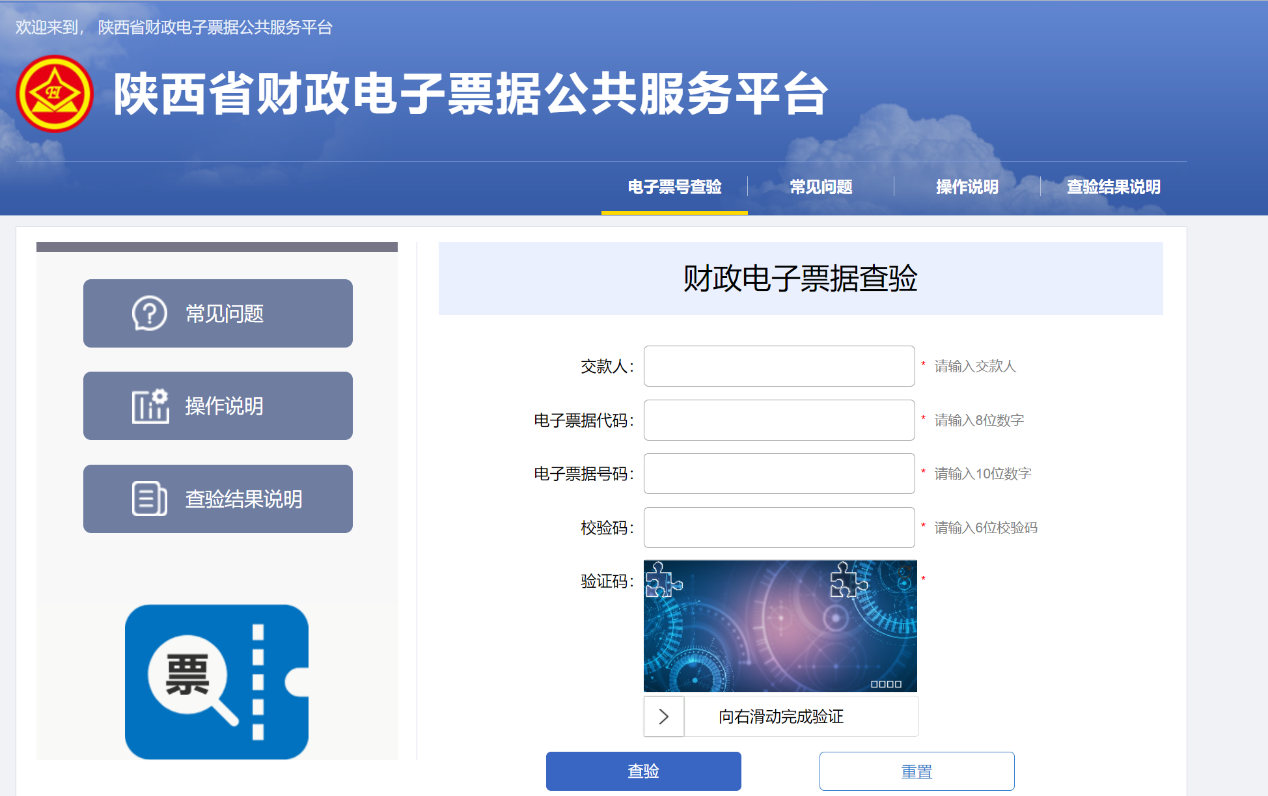 欢迎来到， 陕西省财政电子票据公共服务平台
陕西省财政电子票据公共服务平台
电子票号查验 常见问题 操作说明 查验结果说明
常见问题
操作说明
查验结果说明
票
财政电子票据查验
交款人： * 请输入交款人
电子票据代码： * 请输入8位数字
电子票据号码： * 请输入10位数字
校验码： * 请输入6位校验码
验证码： *
向右滑动完成验证
查验 重置